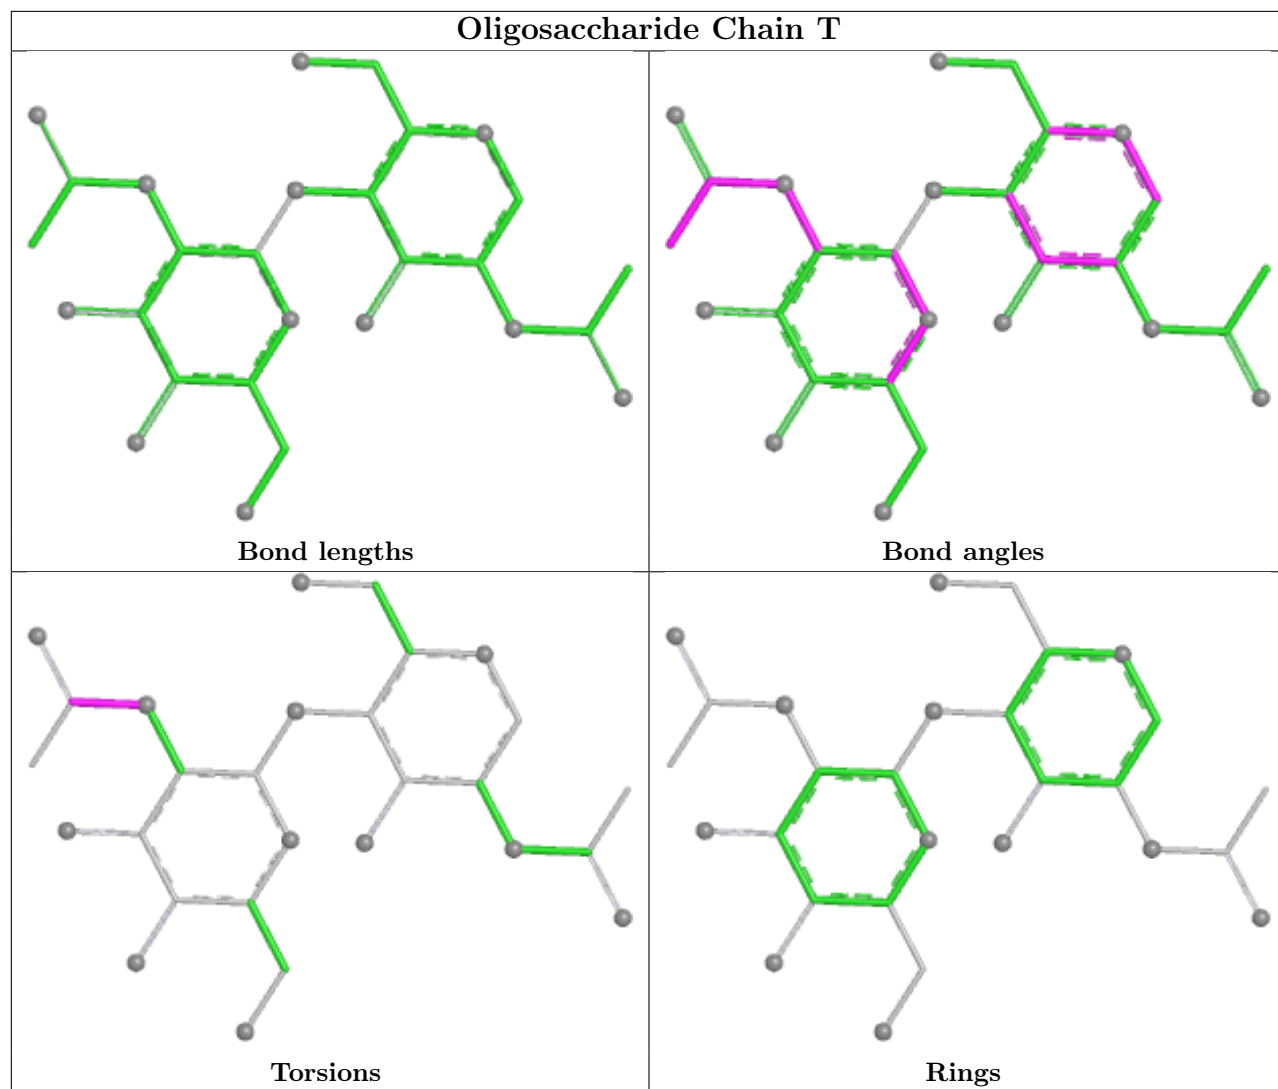 Oligosaccharide Chain T
Bond lengths
Bond angles
Torsions
Rings